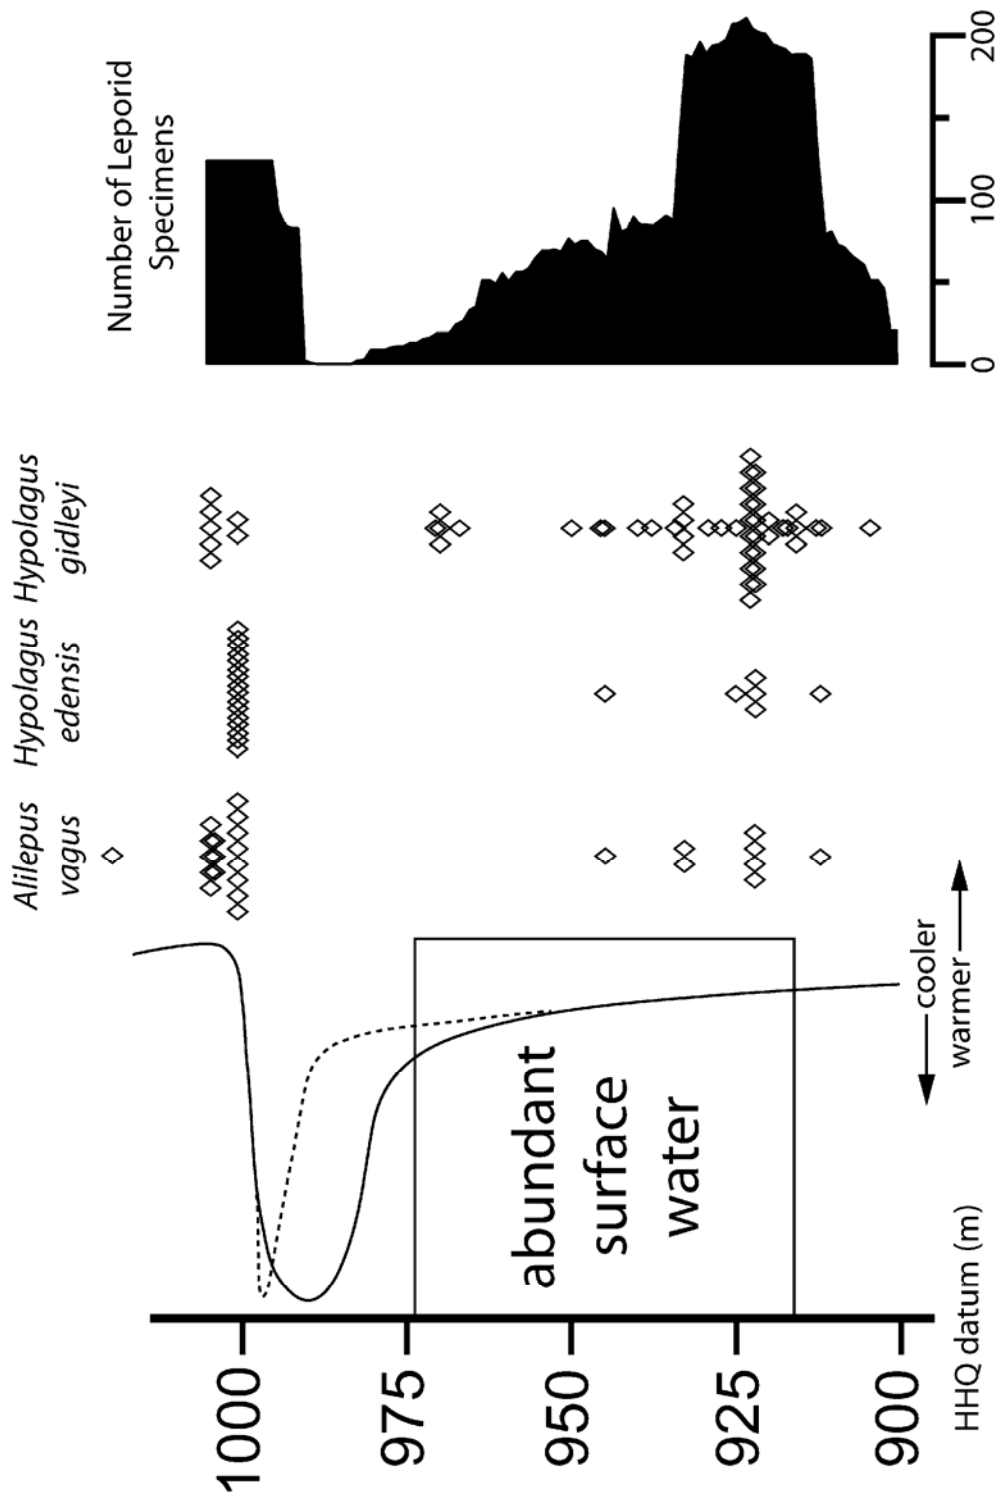 Alilepus
vagus
Hypolagus
edensis
Hypolagus
gidleyi
Number of Leporid
Specimens
1000
975
950
925
900
HHQ datum (m)
abundant
surface
water
cooler
warmer
0
100
200